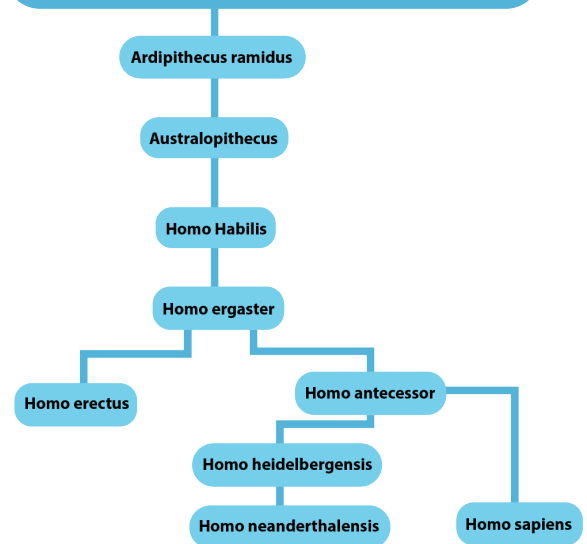 Ardipithecus ramidus
Australopithecus
Homo Habilis
Homo ergaster
Homo erectus
Homo antecessor
Homo heidelbergensis
Homo neanderthalensis
Homo sapiens